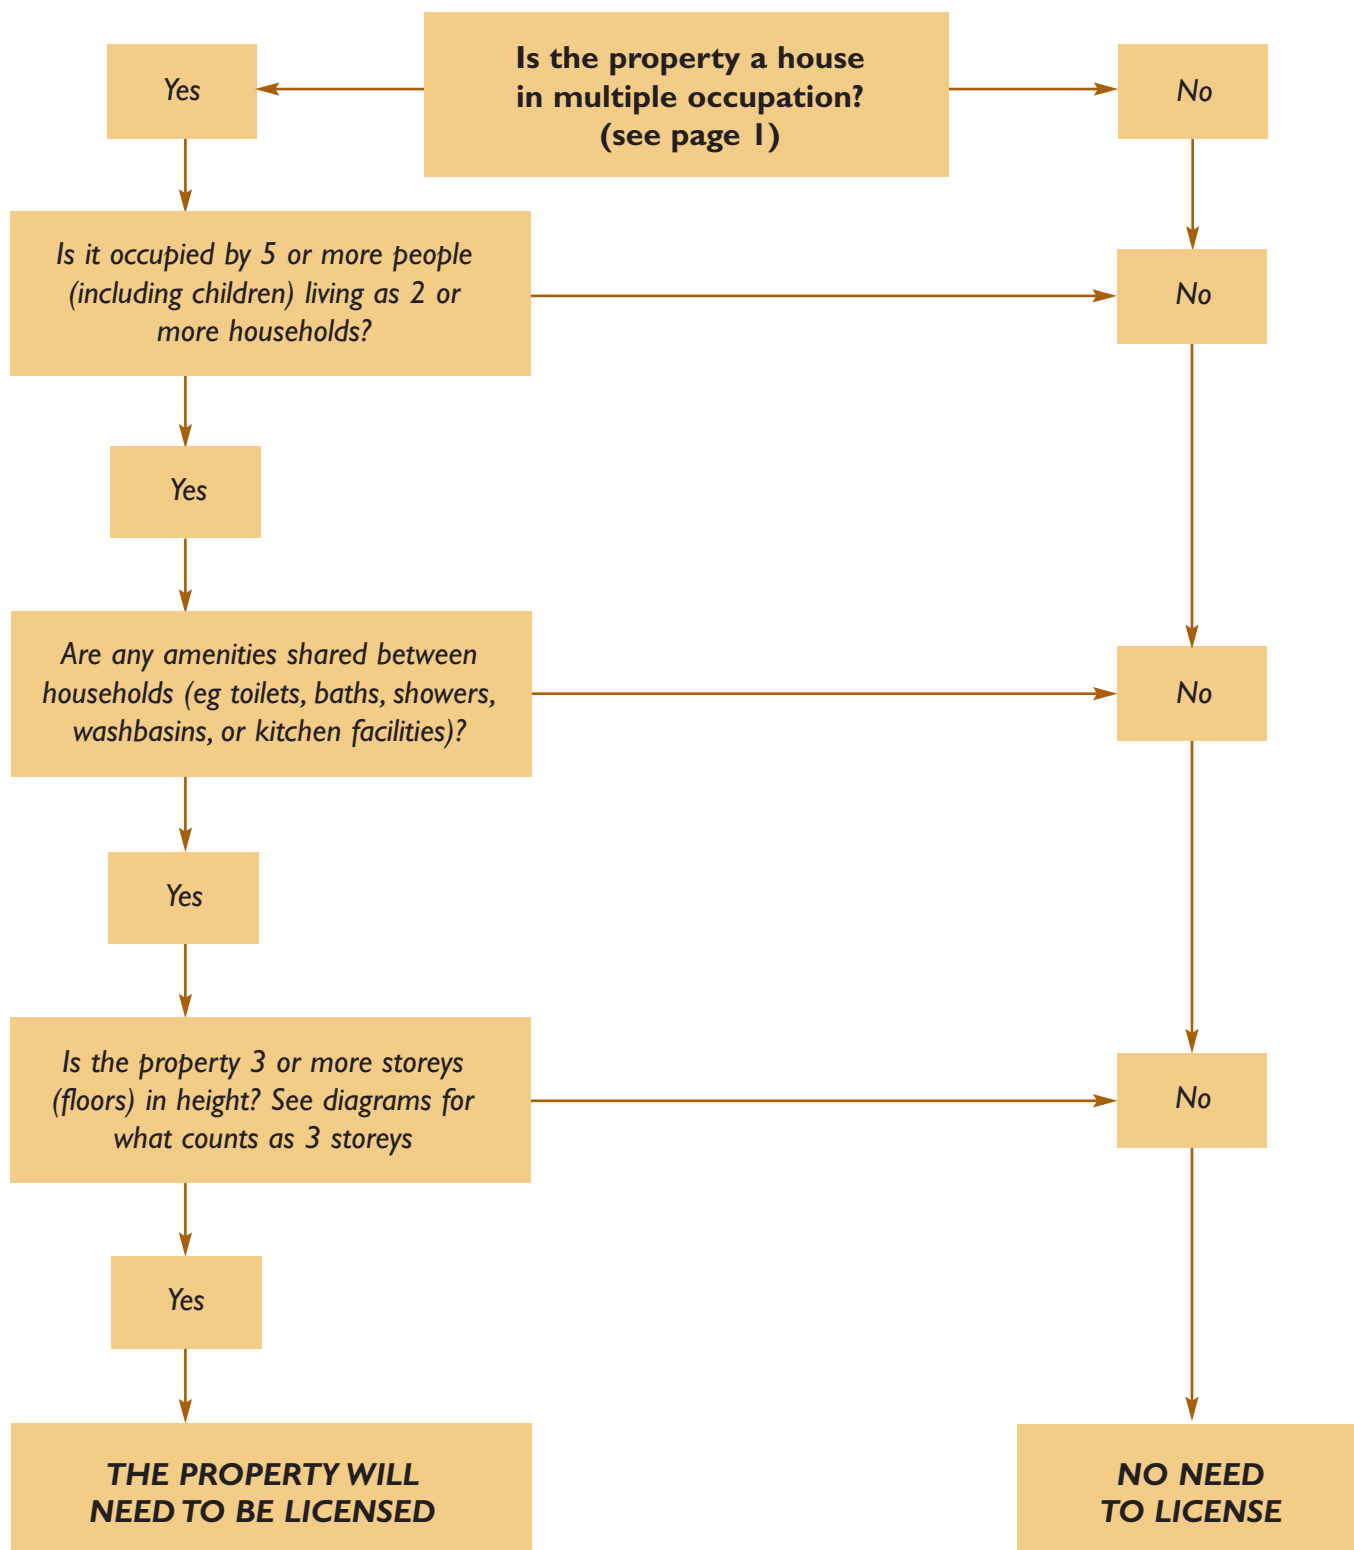 Is the property a house
in multiple occupation?
(see page 1)
Yes
No
Is it occupied by 5 or more people
(including children) living as 2 or
more households?
No
Yes
Are any amenities shared between
households (eg toilets, baths, showers,
washbasins, or kitchen facilities)?
No
Yes
Is the property 3 or more storeys
(floors) in height? See diagrams for
what counts as 3 storeys
No
Yes
THE PROPERTY WILL
NEED TO BE LICENSED
NO NEED
TO LICENSE